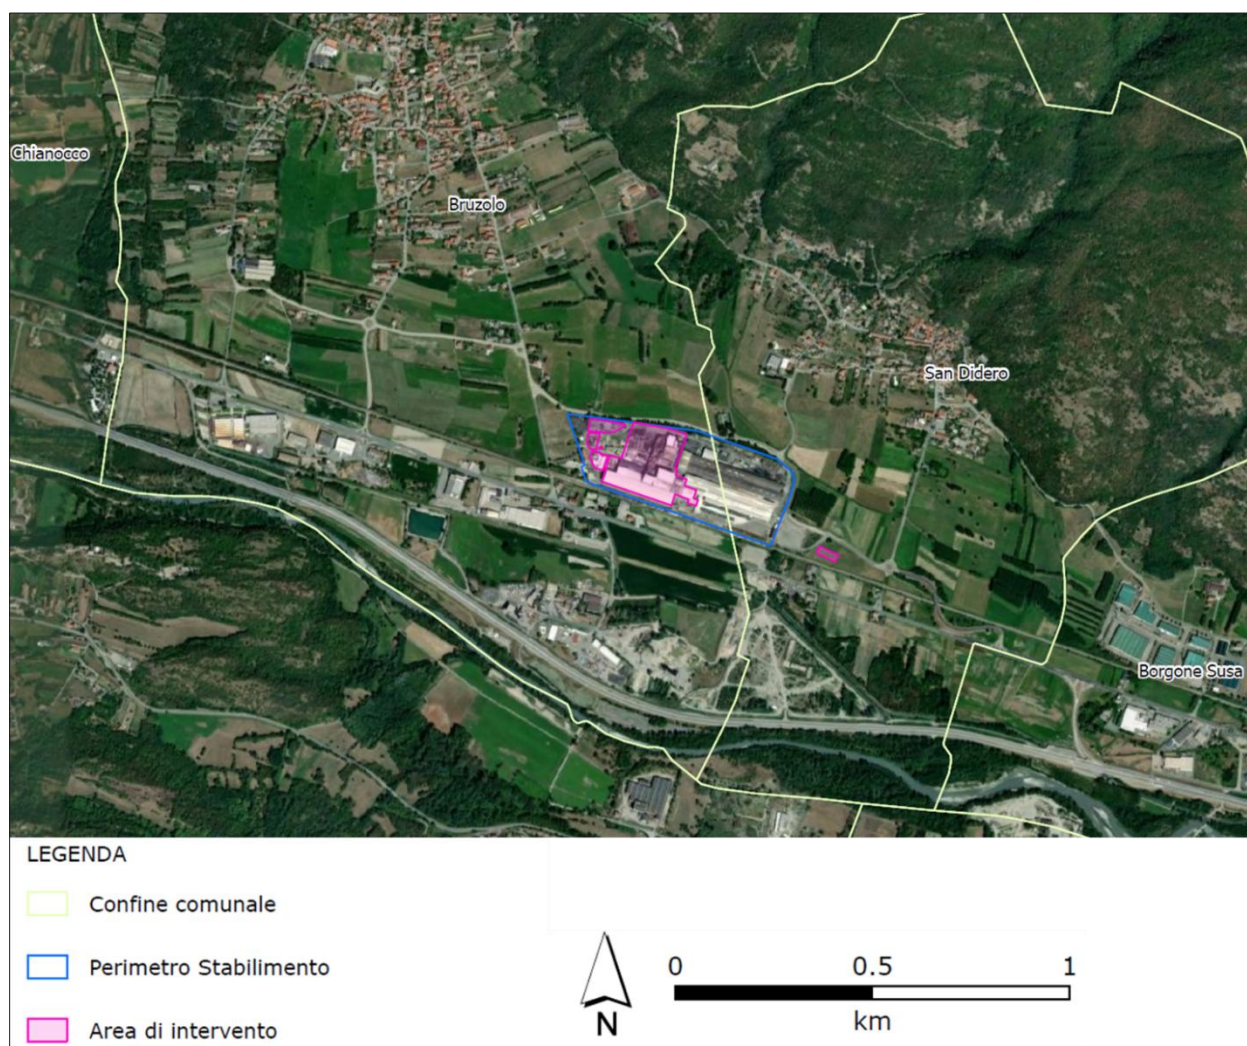 Chianocco
Bruzolo
San Didero
Borgone Susa
LEGENDA
Confine comunale
Perimetro Stabilimento
Area di intervento
N
0 0.5 1
km